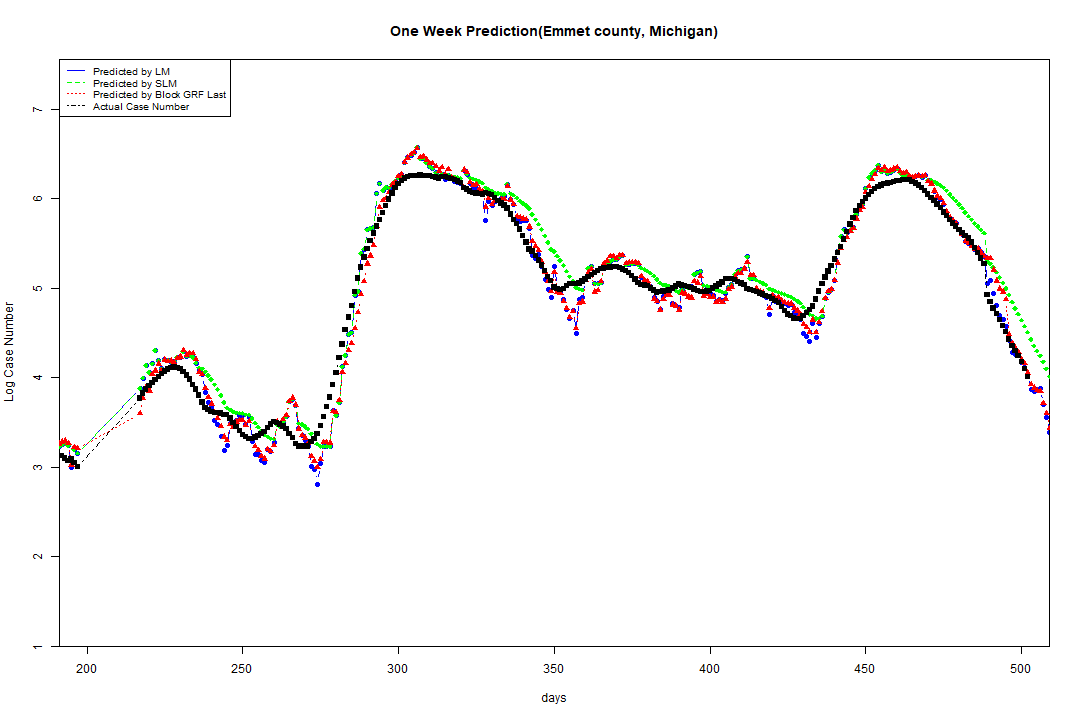 One Week Prediction(Emmet county, Michigan)
Predicted by LM
Predicted by SLM
Predicted by Block GRF Last
Actual Case Number
Log Case Number
7
6
5
4
3
2
1
200 250 300 350 400 450 500
days